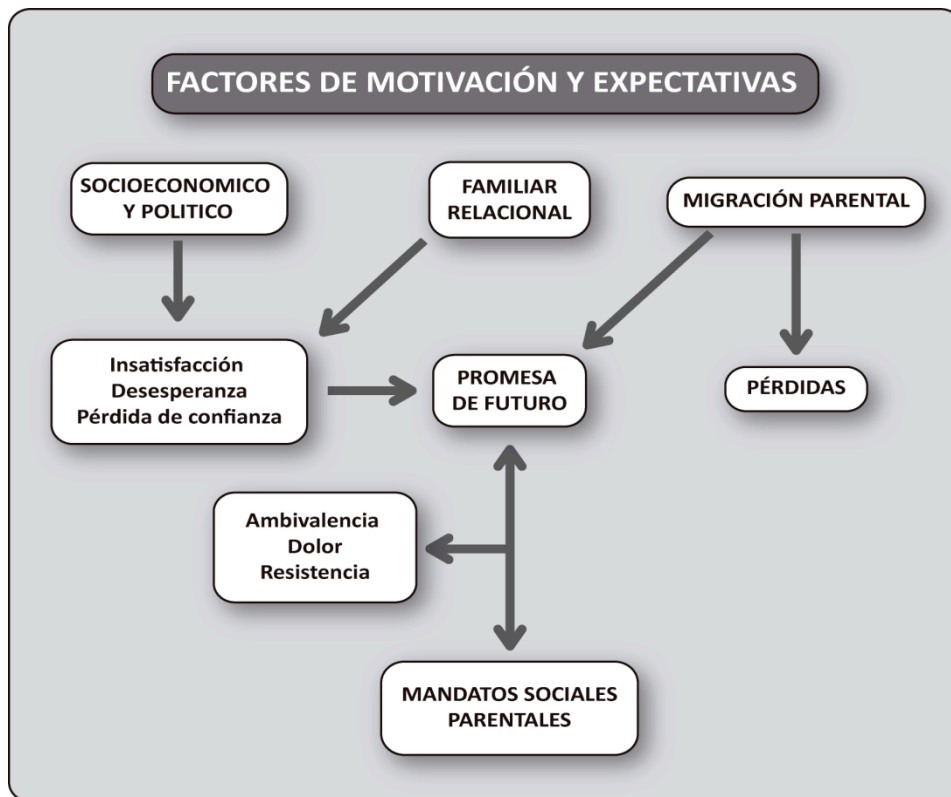 FACTORES DE MOTIVACIÓN Y EXPECTATIVAS
SOCIOECONOMICO
Y POLITICO
FAMILIAR
RELACIONAL
MIGRACIÓN PARENTAL
Insatisfacción
Desesperanza
Pérdida de confianza
PROMESA
DE FUTURO
PÉRDIDAS
Ambivalencia
Dolor
Resistencia
MANDATOS SOCIALES
PARENTALES